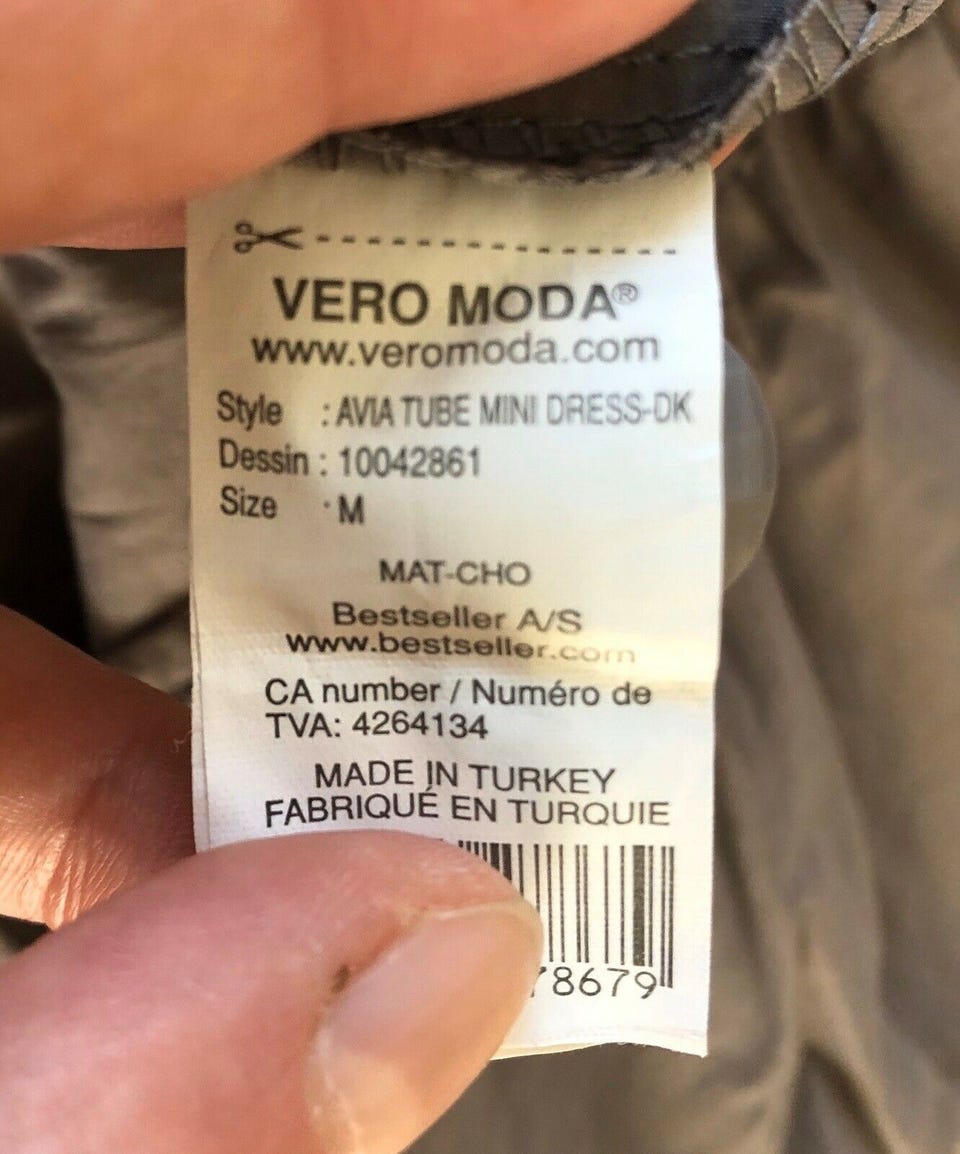 VERO MODA®
www.veromoda.com
Style : AVIA TUBE MINI DRESS-DK
Dessin : 10042861
Size : M
MAT-CHO
Bestseller A/S
www.bestseller.com
CA number / Numéro de
TVA: 4264134
MADE IN TURKEY
FABRIQUÉ EN TURQUIE
78679